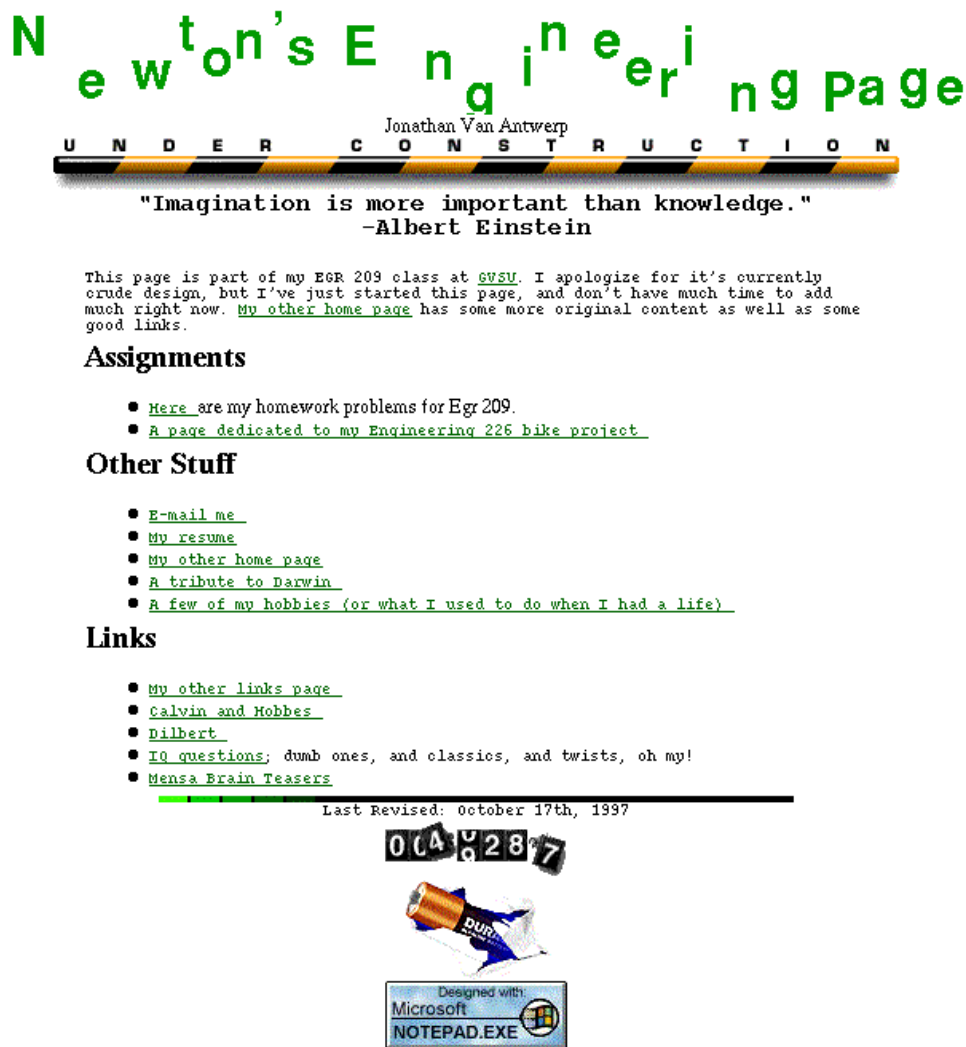 Newton's Engineering Page
Jonathan Van Antwerp
UNDER CONSTRUCTION
"Imagination is more important than knowledge."
-Albert Einstein
This page is part of my EGR 209 class at GVSU. I apologize for it's currently
crude design, but I've just started this page, and don't have much time to add
much right now. My other home page has some more original content as well as some
good links.
Assignments
Here are my homework problems for Egr 209.
A page dedicated to my Engineering 226 bike project
Other Stuff
E-mail me
My resume
My other home page
A tribute to Darwin
A few of my hobbies (or what I used to do when I had a life)
Links
My other links page
Calvin and Hobbes
Dilbert
IQ questions; dumb ones, and classics, and twists, oh my!
Mensa Brain Teasers
Last Revised: October 17th, 1997
DURA
Designed with:
Microsoft
NOTEPAD.EXE